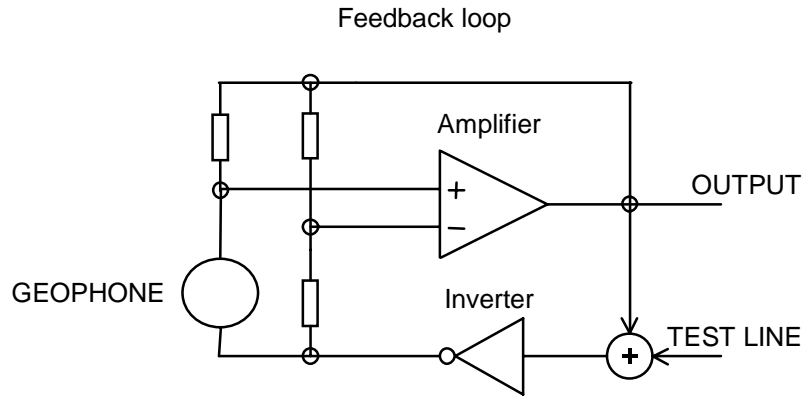 Feedback loop
Amplifier
+
−
OUTPUT
GEOPHONE
Inverter
+
TEST LINE